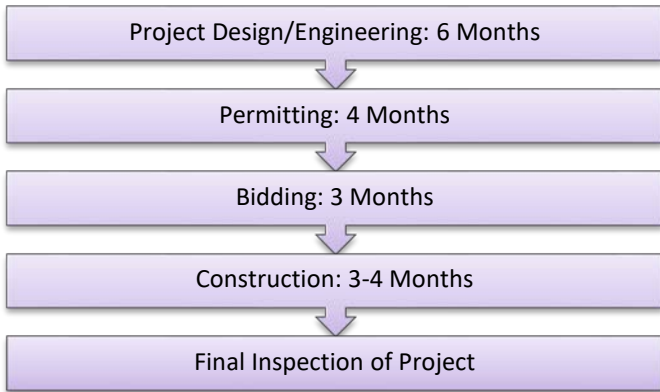 Project Design/Engineering: 6 Months
Permitting: 4 Months
Bidding: 3 Months
Construction: 3-4 Months
Final Inspection of Project